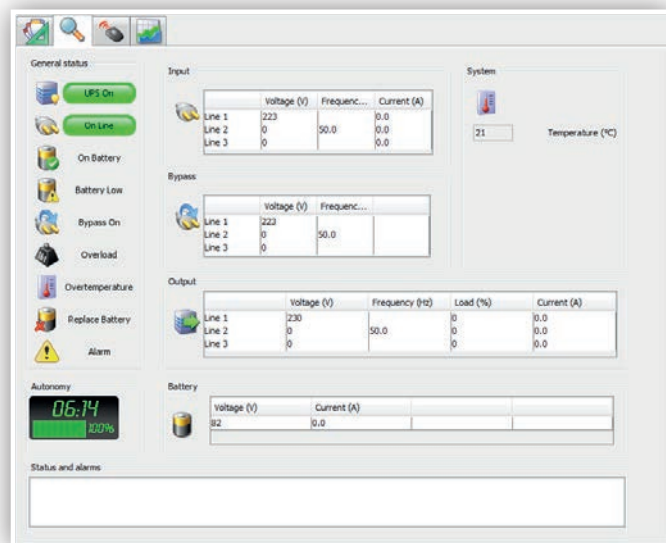 General status
UPS On
On Line
On Battery
Battery Low
Bypass On
Overload
Overtemperature
Replace Battery
Alarm
Autonomy
06:14
100%
Input
Voltage (V) Frequenc... Current (A)
Line 1 223 0.0
Line 2 0 50.0 0.0
Line 3 0 0.0
Bypass
Voltage (V) Frequenc...
Line 1 223
Line 2 0 50.0
Line 3 0
Output
Voltage (V) Frequency (Hz) Load (%) Current (A)
Line 1 230 0 0.0
Line 2 0 50.0 0 0.0
Line 3 0 0 0.0
Battery
Voltage (V) Current (A)
82 0.0
System
21 Temperature (ºC)
Status and alarms